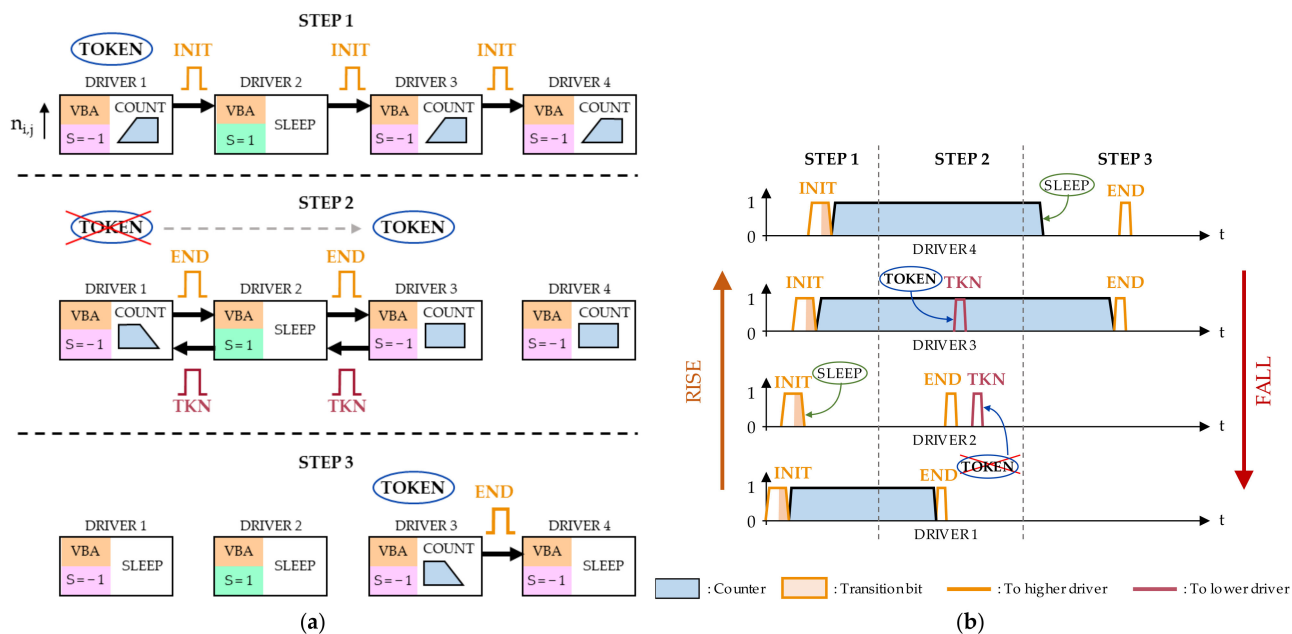 STEP 1
TOKEN
INIT INIT INIT
DRIVER 1 DRIVER 2 DRIVER 3 DRIVER 4
n_{i,j}
VBA COUNT VBA SLEEP VBA COUNT VBA COUNT
S=−1 S=1 S=−1 S=−1
STEP 2
TOKEN TOKEN
END END
DRIVER 1 DRIVER 2 DRIVER 3 DRIVER 4
VBA COUNT VBA SLEEP VBA COUNT VBA COUNT
S=−1 S=1 S=−1 S=−1
TKN TKN
STEP 3
TOKEN
END
DRIVER 1 DRIVER 2 DRIVER 3 DRIVER 4
VBA SLEEP VBA SLEEP VBA COUNT VBA SLEEP
S=−1 S=1 S=−1 S=−1
(a)
STEP 1 STEP 2 STEP 3
INIT SLEEP END
1
0 t
DRIVER 4
INIT TOKEN TKN END
1
0 t
DRIVER 3
INIT SLEEP END TKN
1
0 t
DRIVER 2
TOKEN
INIT END
1
0 t
DRIVER 1
RISE
FALL
: Counter : Transition bit : To higher driver : To lower driver
(b)